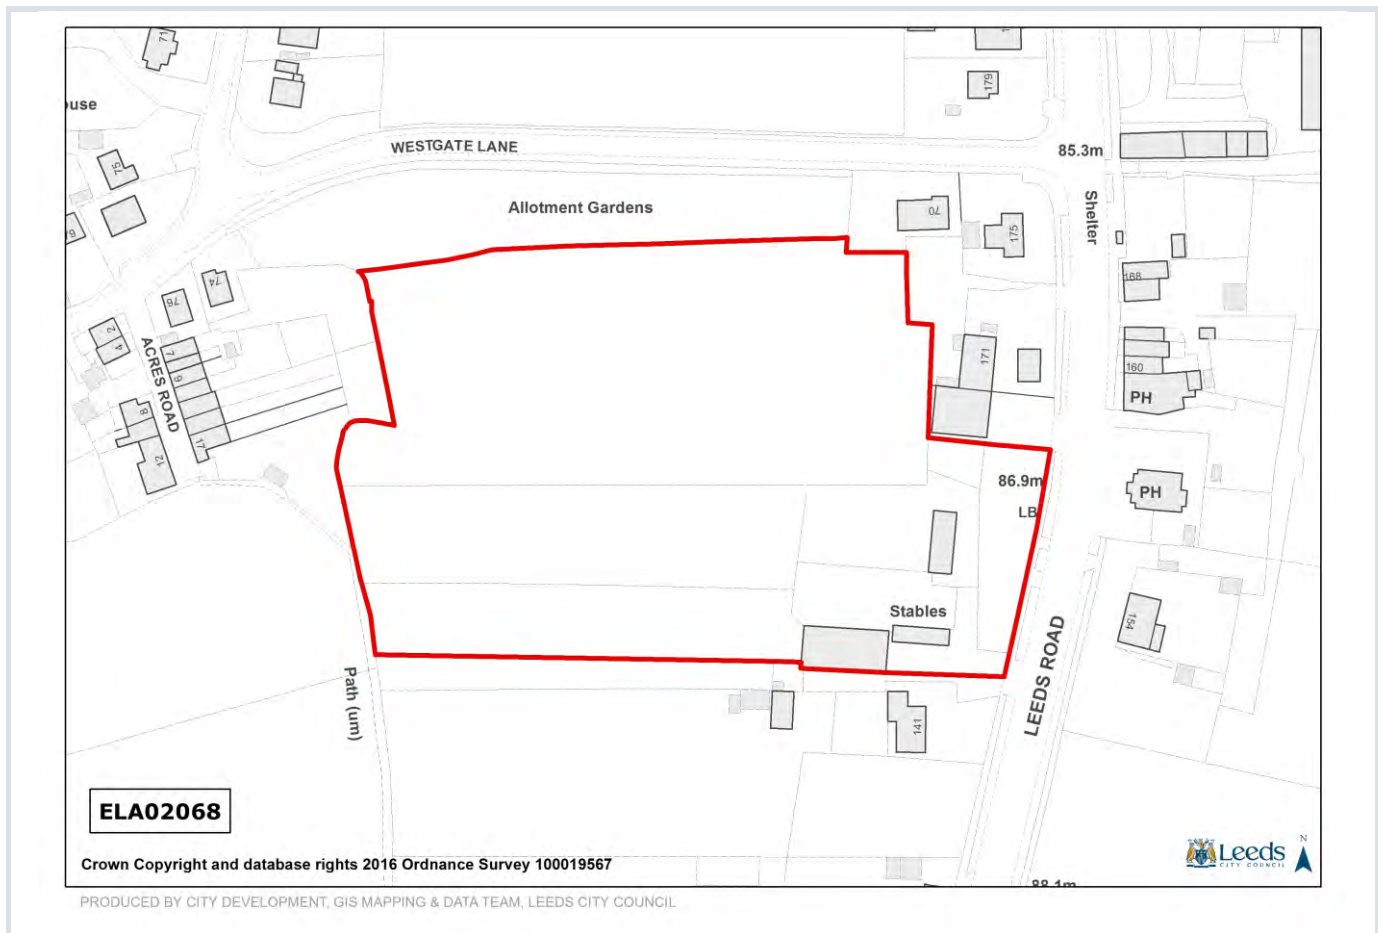 71
179
ouse
WESTGATE LANE
85.3m
75
Allotment Gardens
70
175
Shelter
168
74
76
2
4
ACRES ROAD
7
9
171
160
PH
8
17
12
86.9m
LB
PH
Stables
154
LEEDS ROAD
Path (um)
141
ELA02068
Crown Copyright and database rights 2016 Ordnance Survey 100019567
Leeds
CITY COUNCIL
N
PRODUCED BY CITY DEVELOPMENT, GIS MAPPING & DATA TEAM, LEEDS CITY COUNCIL